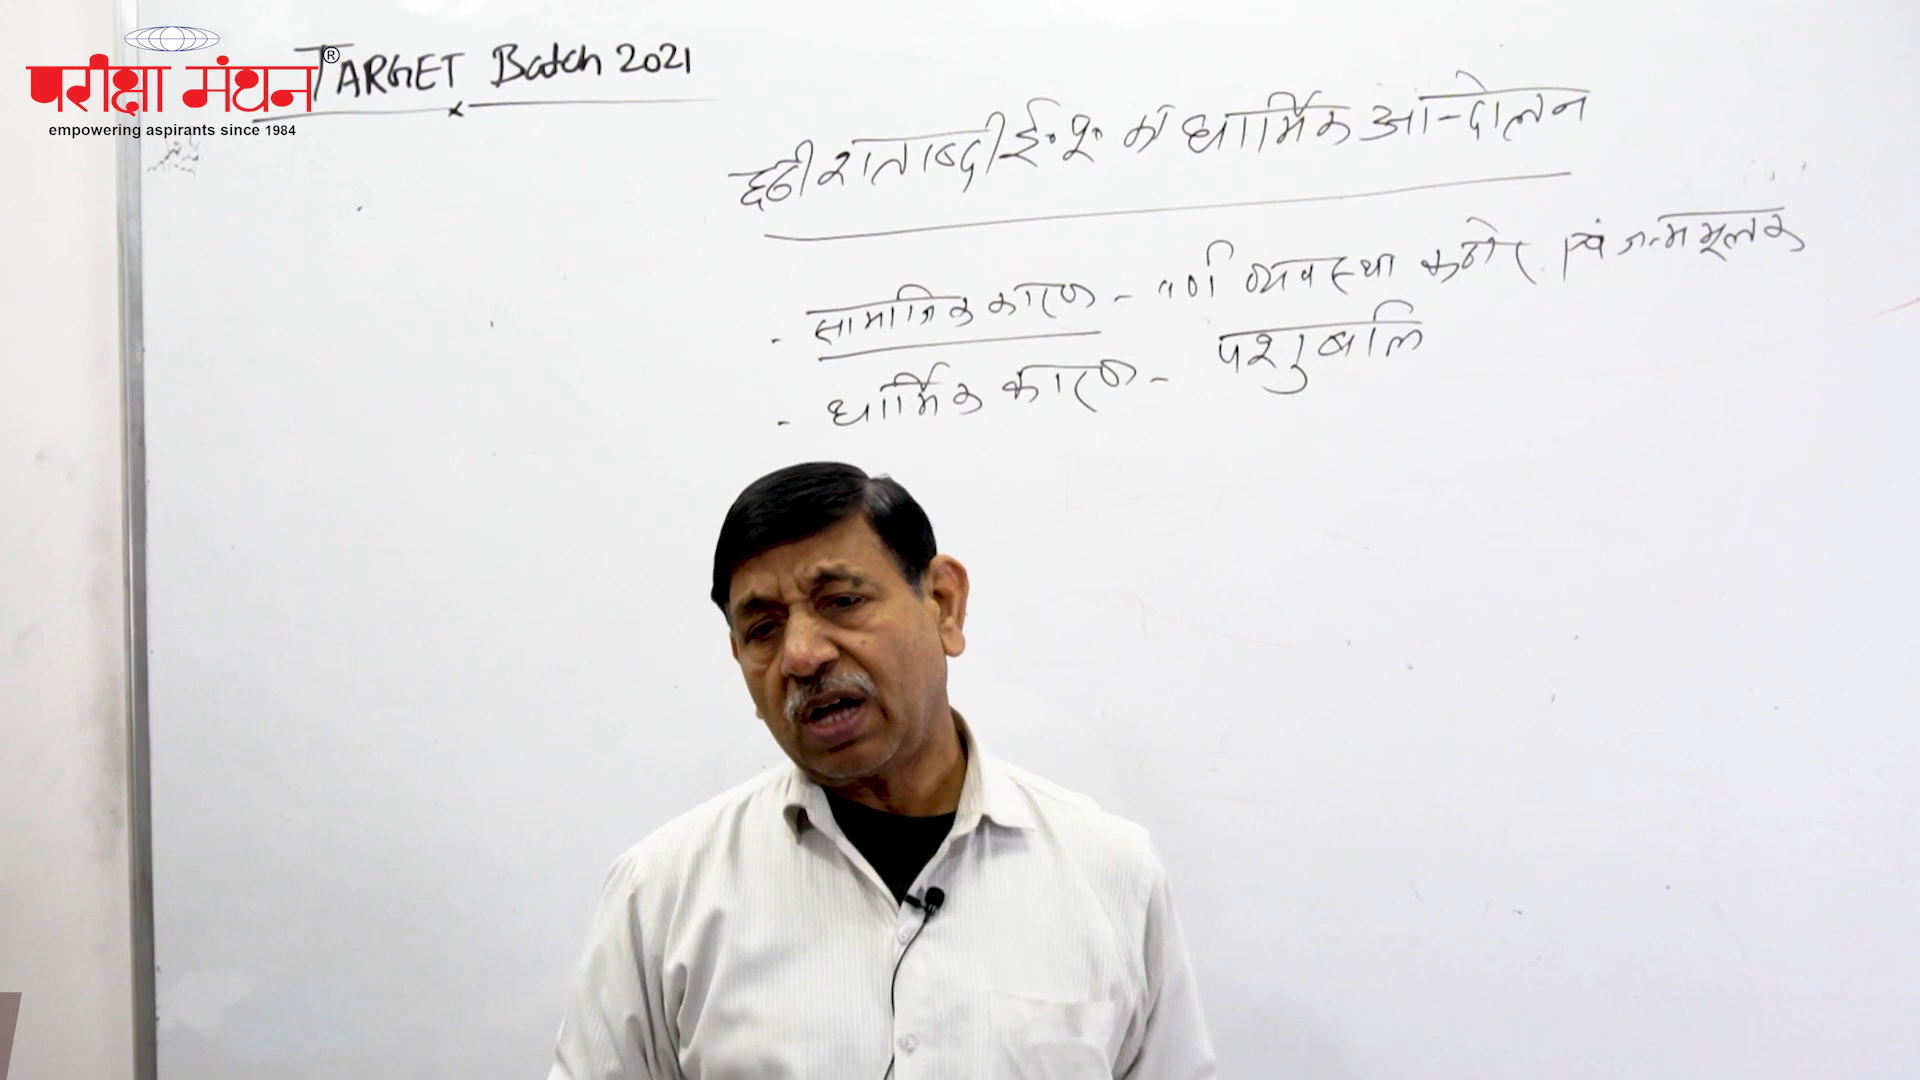 परीक्षा मंथन®
empowering aspirants since 1984
TARGET Batch 2021
छठी शताब्दी ई॰ पू॰ के धार्मिक आन्दोलन
- सामाजिक कारण - वर्ण व्यवस्था कठोर एवं जन्ममूलक
- धार्मिक कारण - पशुबलि